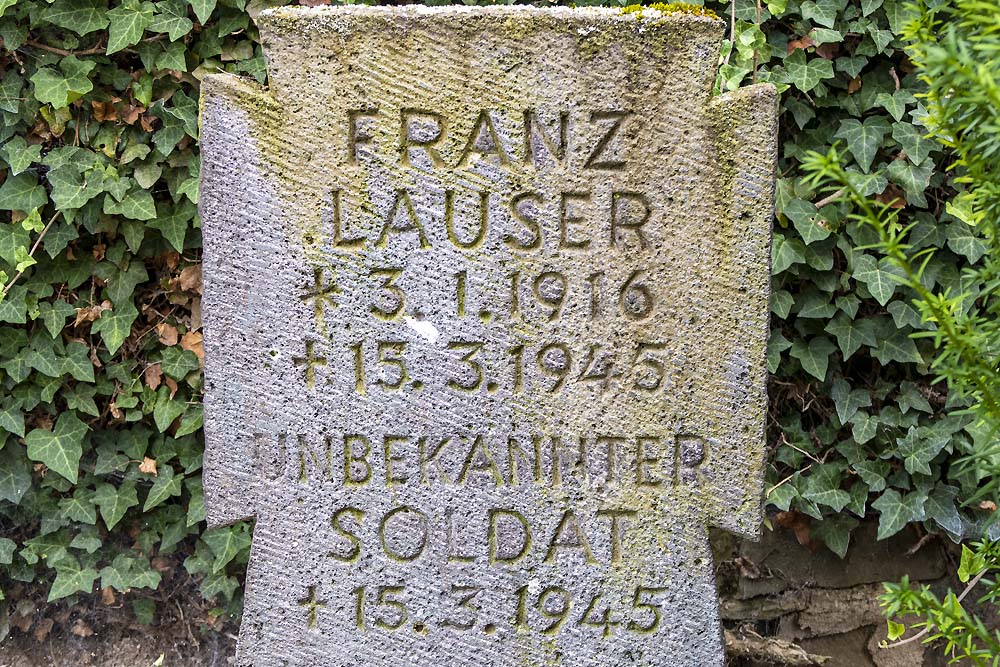 FRANZ
LAUSER
* 3. 1. 1916
+ 15. 3. 1945
UNBEKANNTER
SOLDAT
+ 15. 3. 1945